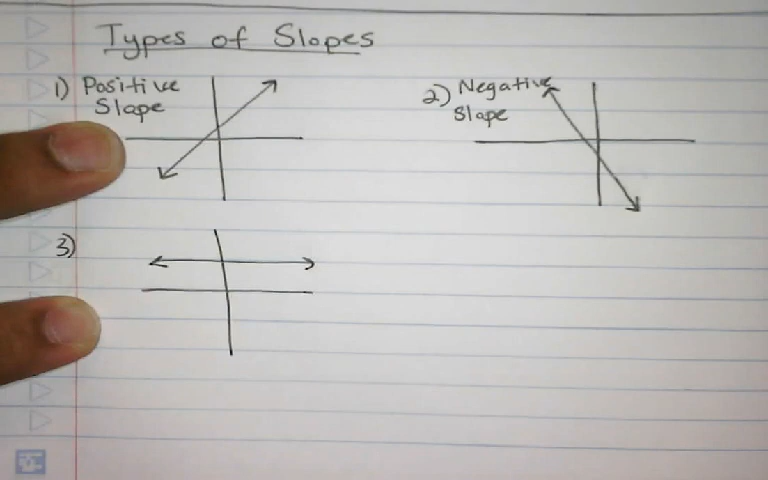 Types of Slopes
1) Positive
Slope
2) Negative
Slope
3)